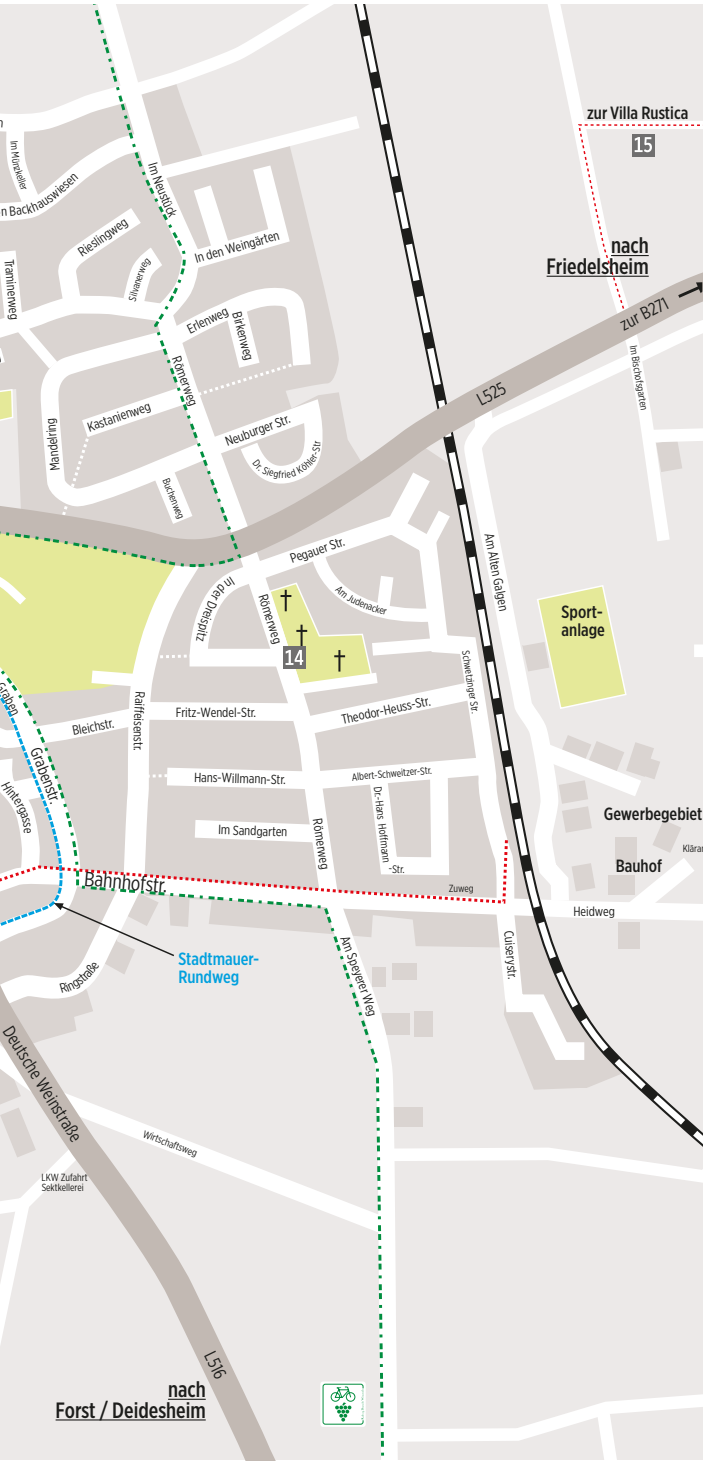 zur Villa Rustica
15
Im Münzkeller
Im Neustück
n Backhauswiesen
Rieslingweg
In den Weingärten
nach
Friedelsheim
Traminerweg
Silvanerweg
zur B271
Erlenweg
Birkenweg
Im Bischofsgarten
Römerweg
L525
Kastanienweg
Neuburger Str.
Mandelring
Dr. Siegfried Köhler-Str
Buchenweg
Pegauer Str.
Am Alten Galgen
In der Dreispitz
Römerweg
Am Judenacker
Sport-
anlage
14
Schwetzinger Str.
Graben
Raiffeisenstr.
Bleichstr.
Fritz-Wendel-Str.
Theodor-Heuss-Str.
Grabenstr.
Hans-Willmann-Str.
Albert-Schweitzer-Str.
Hintergasse
Dr.-Hans Hoffmann
-Str.
Im Sandgarten
Römerweg
Gewerbegebiet
Klärar
Bauhof
Bahnhofstr.
Zuweg
Heidweg
Stadtmauer-
Rundweg
Am Speyerer Weg
Cuiserystr.
Ringstraße
Deutsche Weinstraße
Wirtschaftsweg
LKW Zufahrt
Sektkellerei
L516
nach
Forst / Deidesheim